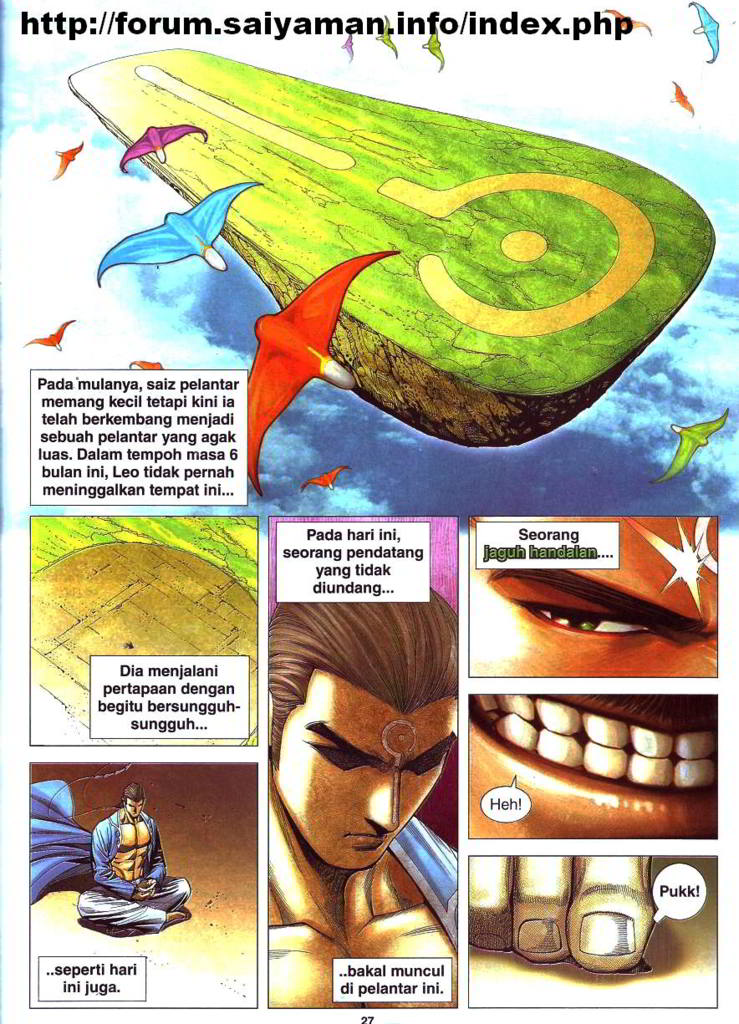 http://forum.saiyaman.info/index.php
Pada mulanya, saiz pelantar
memang kecil tetapi kini ia
telah berkembang menjadi
sebuah pelantar yang agak
luas. Dalam tempoh masa 6
bulan ini, Leo tidak pernah
meninggalkan tempat ini...
Dia menjalani
pertapaan dengan
begitu bersungguh-
sungguh...
..seperti hari
ini juga.
Pada hari ini,
seorang pendatang
yang tidak
diundang...
..bakal muncul
di pelantar ini.
Seorang
jaguh handalan....
Heh!
Pukk!
27